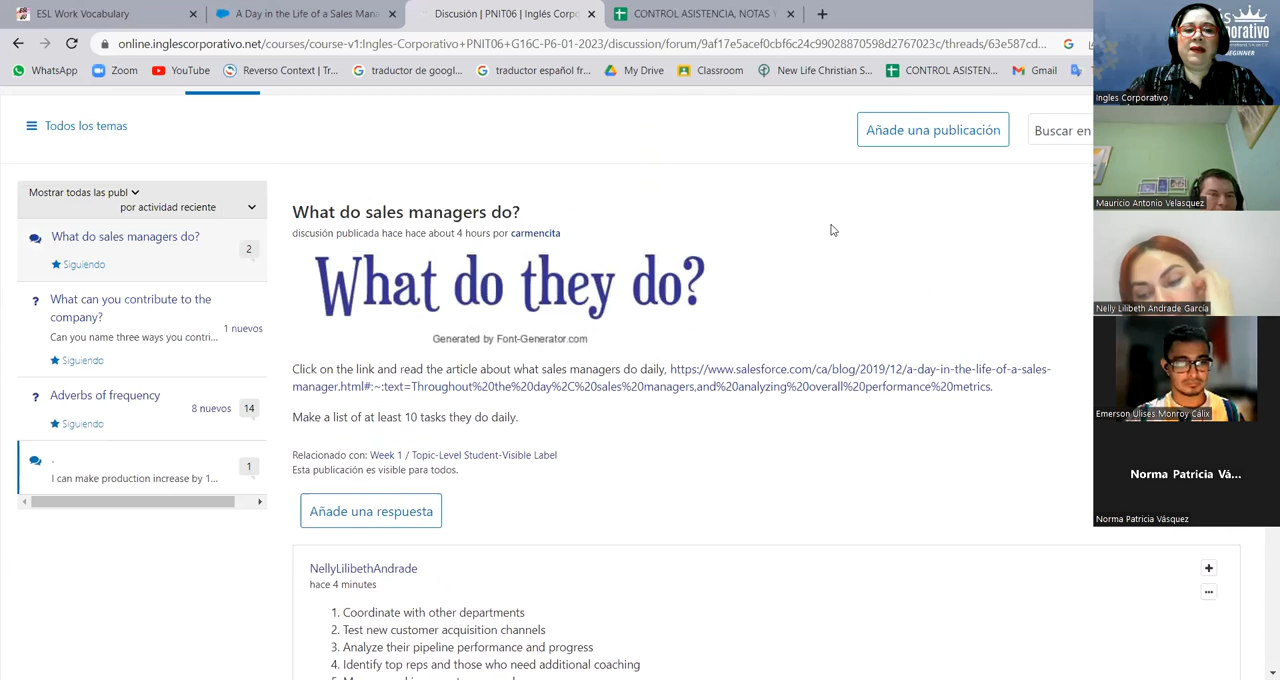 ESL Work Vocabulary
A Day in the Life of a Sales Mana
Discusión | PNIT06 | Inglés Corpo
CONTROL ASISTENCIA, NOTAS Y
online.inglescorporativo.net/courses/course-v1:Ingles-Corporativo+PNIT06+G16C-P6-01-2023/discussion/forum/9af17e5acef0cbf6c24c99028870598d2767023c/threads/63e587cd...
WhatsApp
Zoom
YouTube
Reverso Context | Tr...
traductor de googl...
traductor español fr...
My Drive
Classroom
New Life Christian S...
CONTROL ASISTEN...
Gmail
Todos los temas
Añade una publicación
Buscar en
Mostrar todas las publ
por actividad reciente
What do sales managers do?
2
Siguiendo
What can you contribute to the
company?
1 nuevos
Can you name three ways you contri...
Siguiendo
Adverbs of frequency
8 nuevos
14
Siguiendo
.
1
I can make production increase by 1...
What do sales managers do?
discusión publicada hace hace about 4 hours por carmencita
What do they do?
Generated by Font-Generator.com
Click on the link and read the article about what sales managers do daily, https://www.salesforce.com/ca/blog/2019/12/a-day-in-the-life-of-a-sales-
manager.html#:~:text=Throughout%20the%20day%2C%20sales%20managers,and%20analyzing%20overall%20performance%20metrics.
Make a list of at least 10 tasks they do daily.
Relacionado con: Week 1 / Topic-Level Student-Visible Label
Esta publicación es visible para todos.
Añade una respuesta
NellyLilibethAndrade
hace 4 minutes
1. Coordinate with other departments
2. Test new customer acquisition channels
3. Analyze their pipeline performance and progress
4. Identify top reps and those who need additional coaching
Ingles Corporativo
Mauricio Antonio Velasquez
Nelly Lilibeth Andrade García
Emerson Ulises Monroy Cálix
Norma Patricia Vá...
Norma Patricia Vásquez